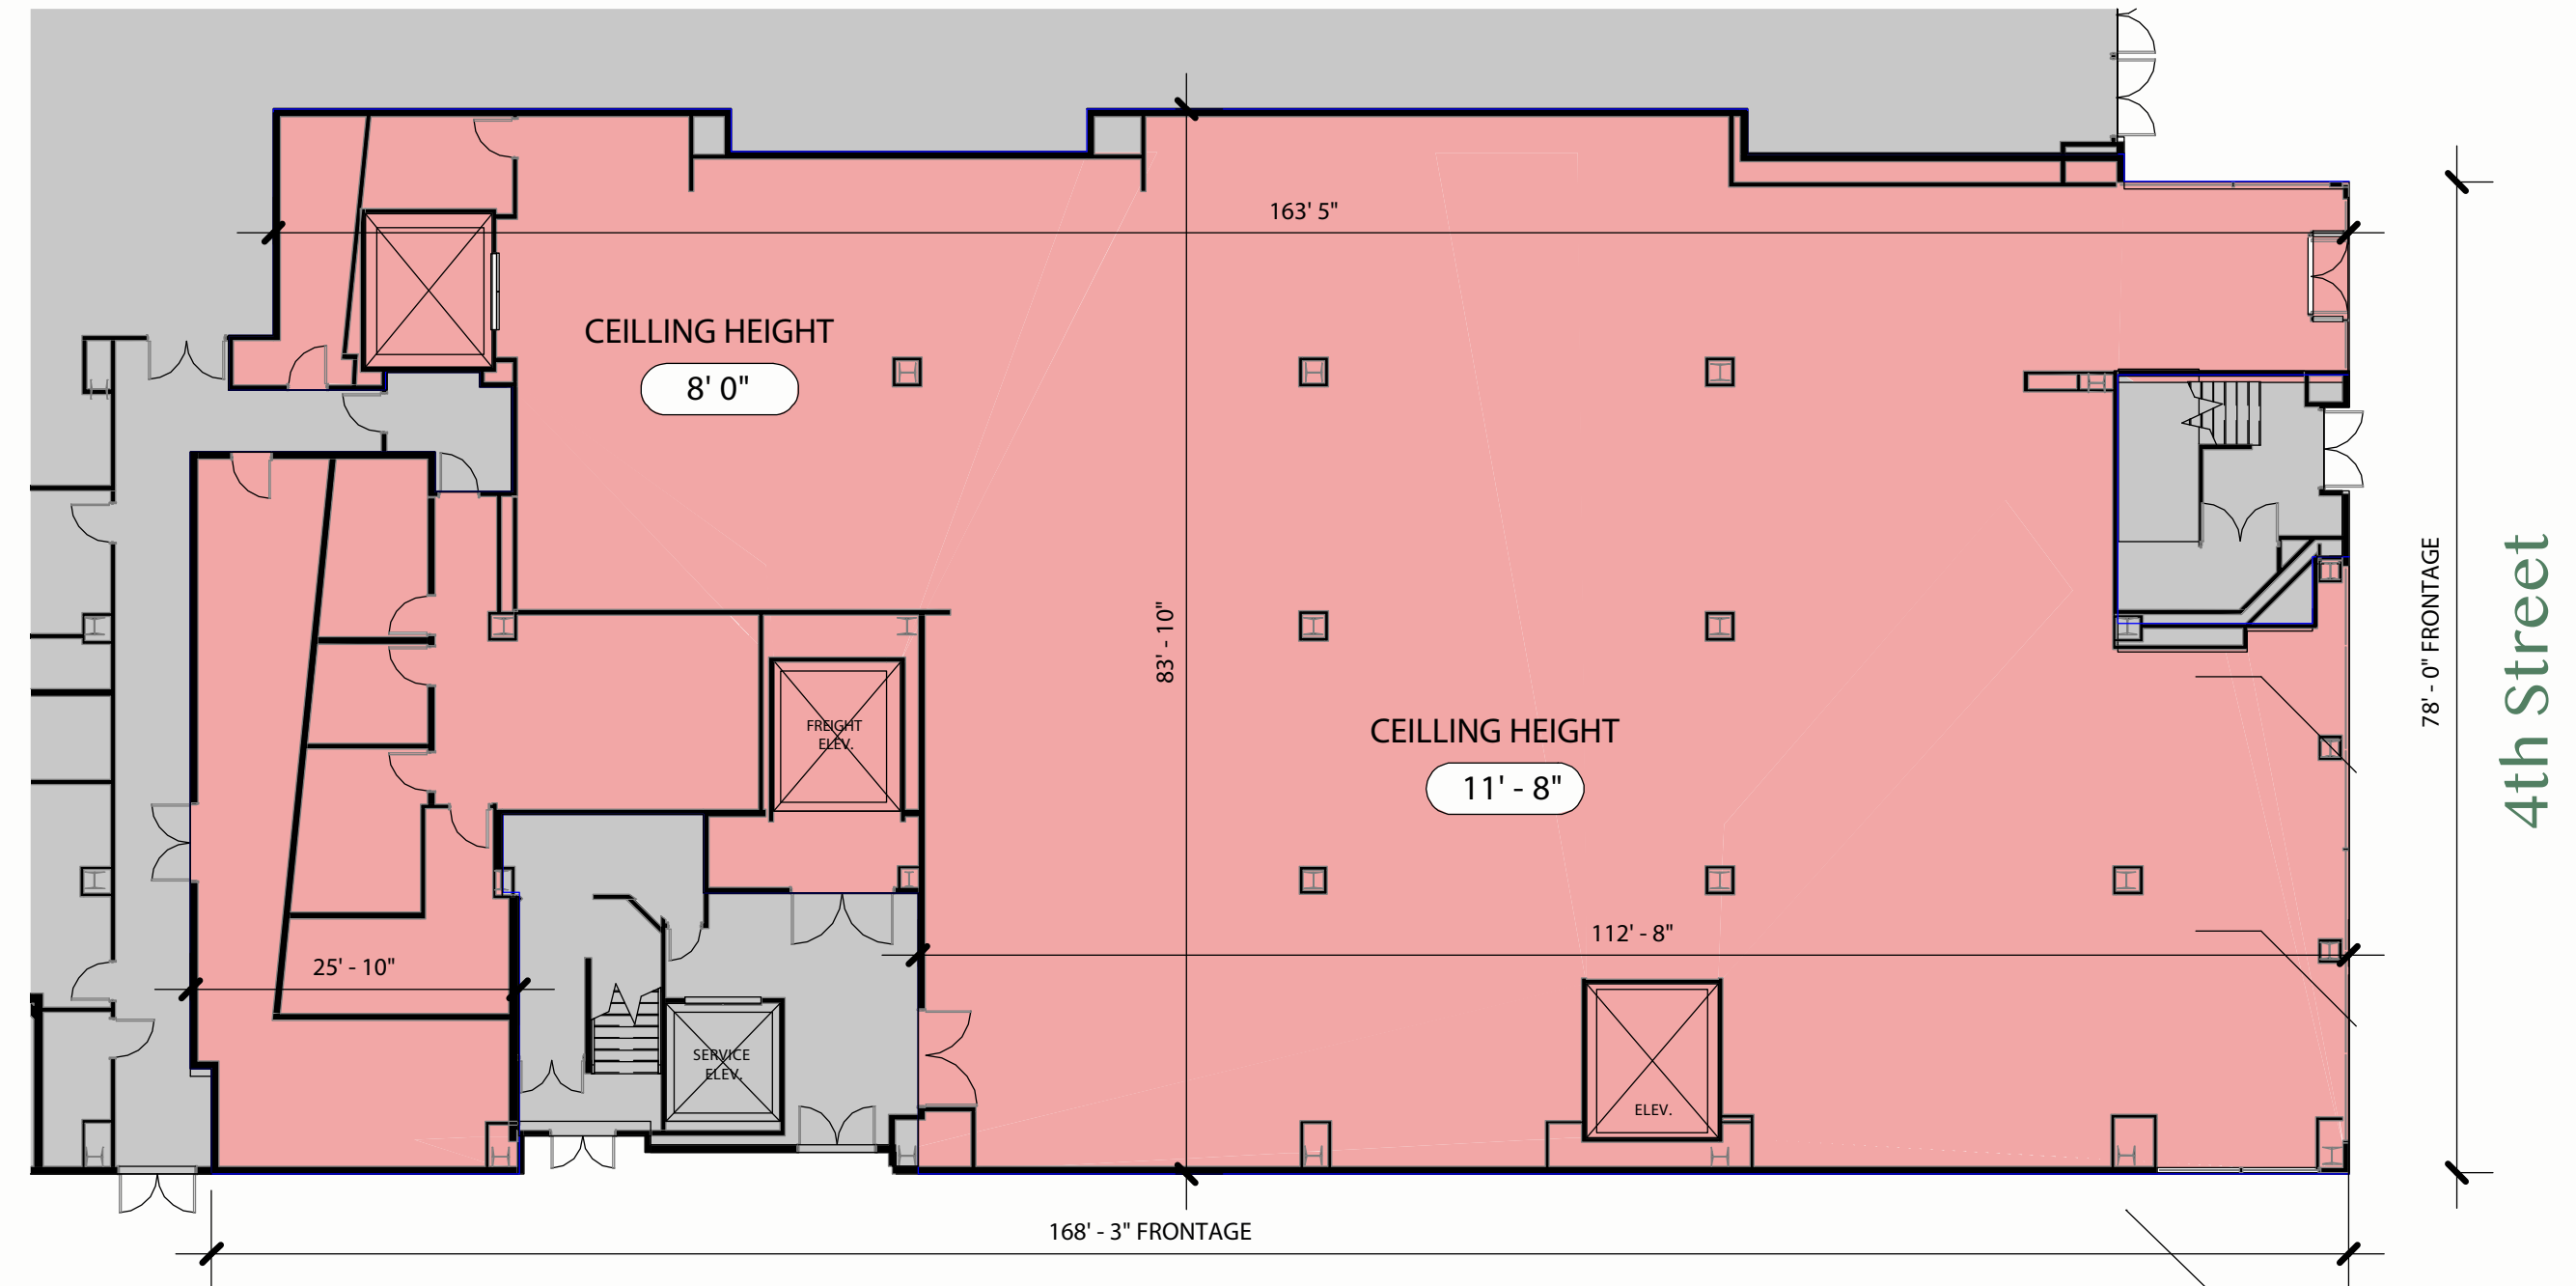 163' 5"
CEILLING HEIGHT
8' 0"
83' - 10"
78' - 0" FRONTAGE
4th Street
FREIGHT
ELEV.
CEILLING HEIGHT
11' - 8"
112' - 8"
25' - 10"
SERVICE
ELEV.
ELEV.
168' - 3" FRONTAGE